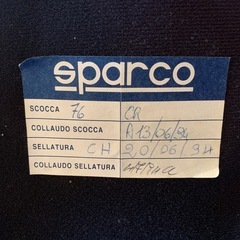 sparco
SCOCCA 76 CR
COLLAUDO SCOCCA A 13/06/94
SELLATURA CH 20/06/94
COLLAUDO SELLATURA